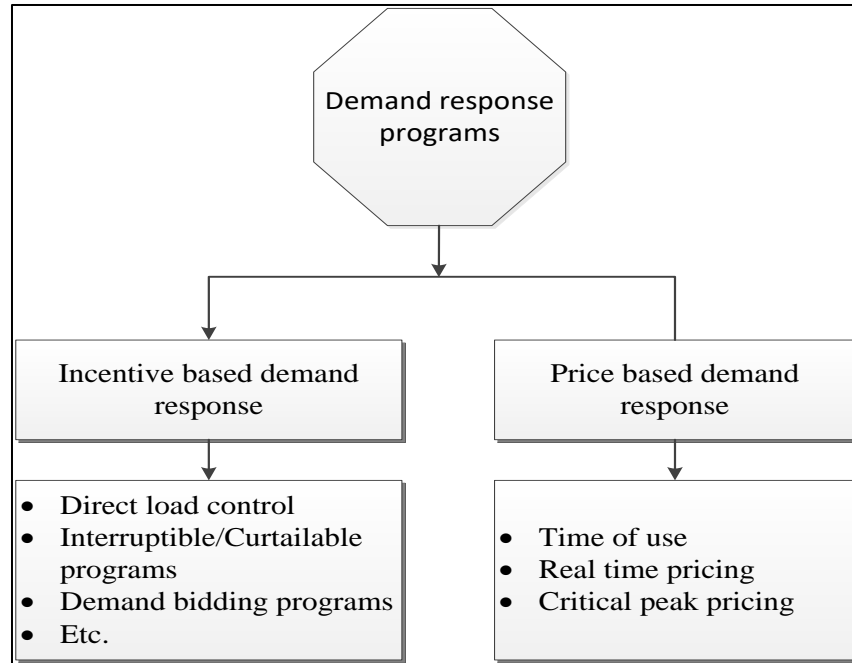 Demand response
programs
Incentive based demand
response
Price based demand
response
• Direct load control
• Interruptible/Curtailable
programs
• Demand bidding programs
• Etc.
• Time of use
• Real time pricing
• Critical peak pricing